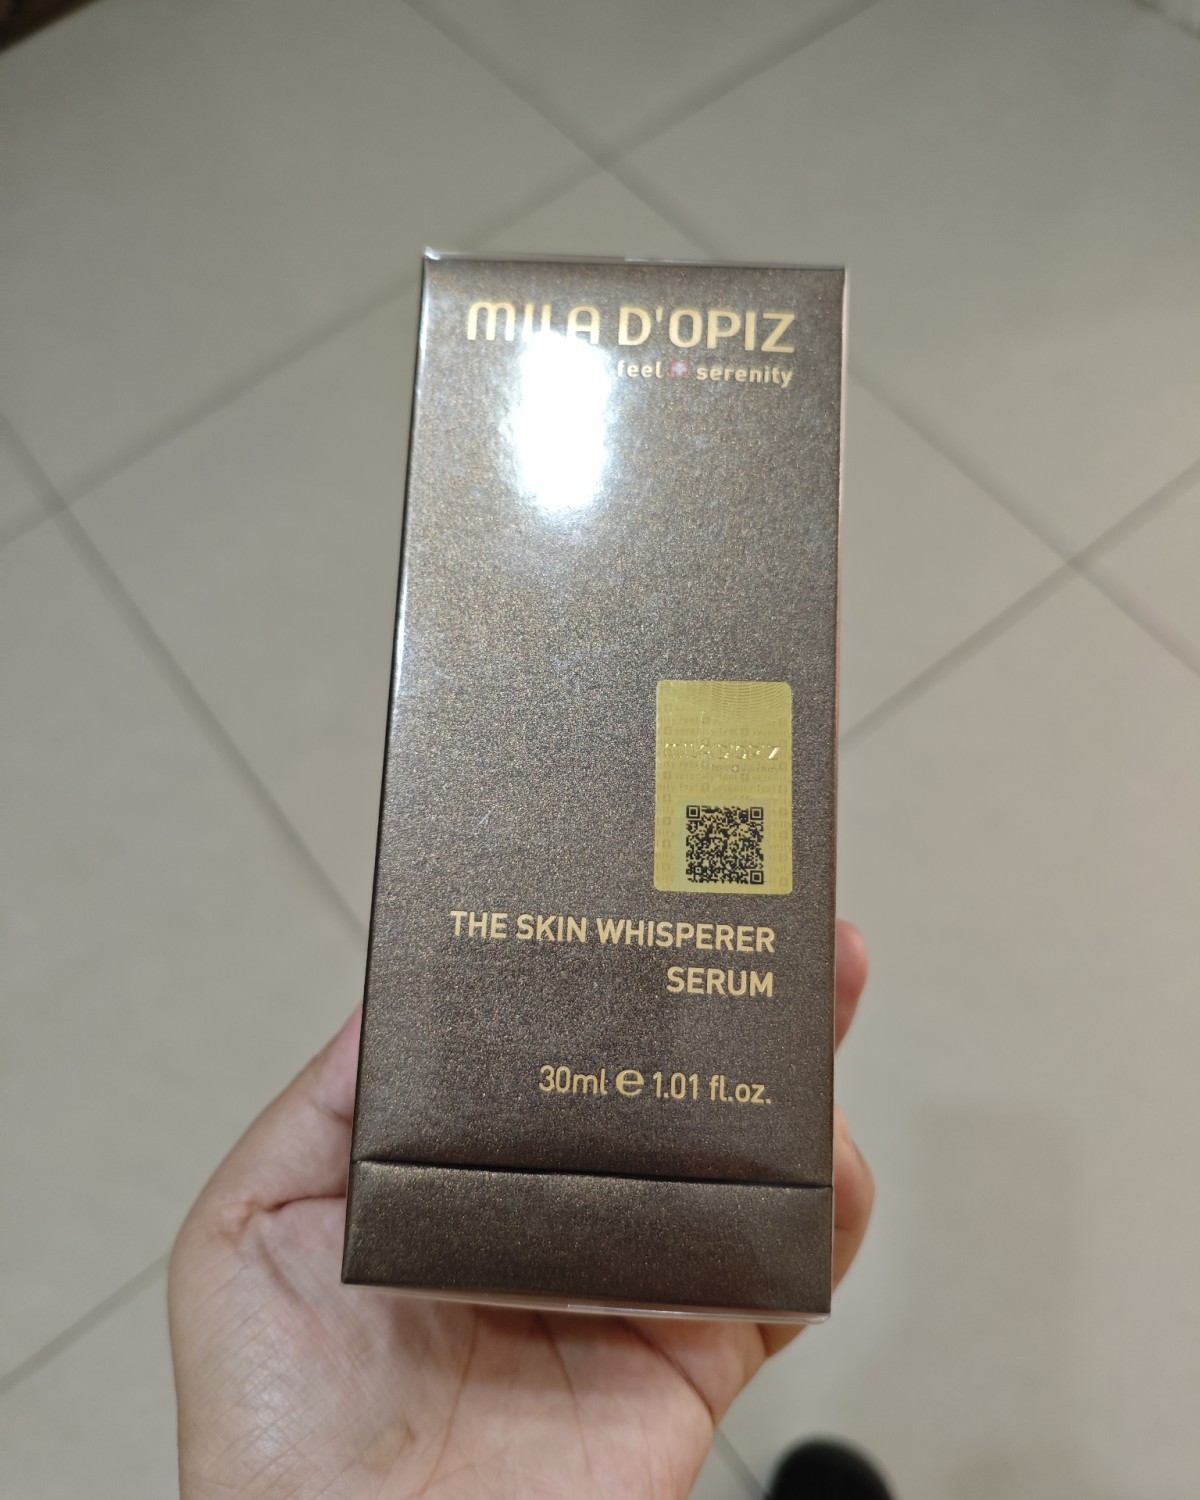 MILA D'OPIZ
feel serenity
THE SKIN WHISPERER
SERUM
30ml e 1.01 fl.oz.